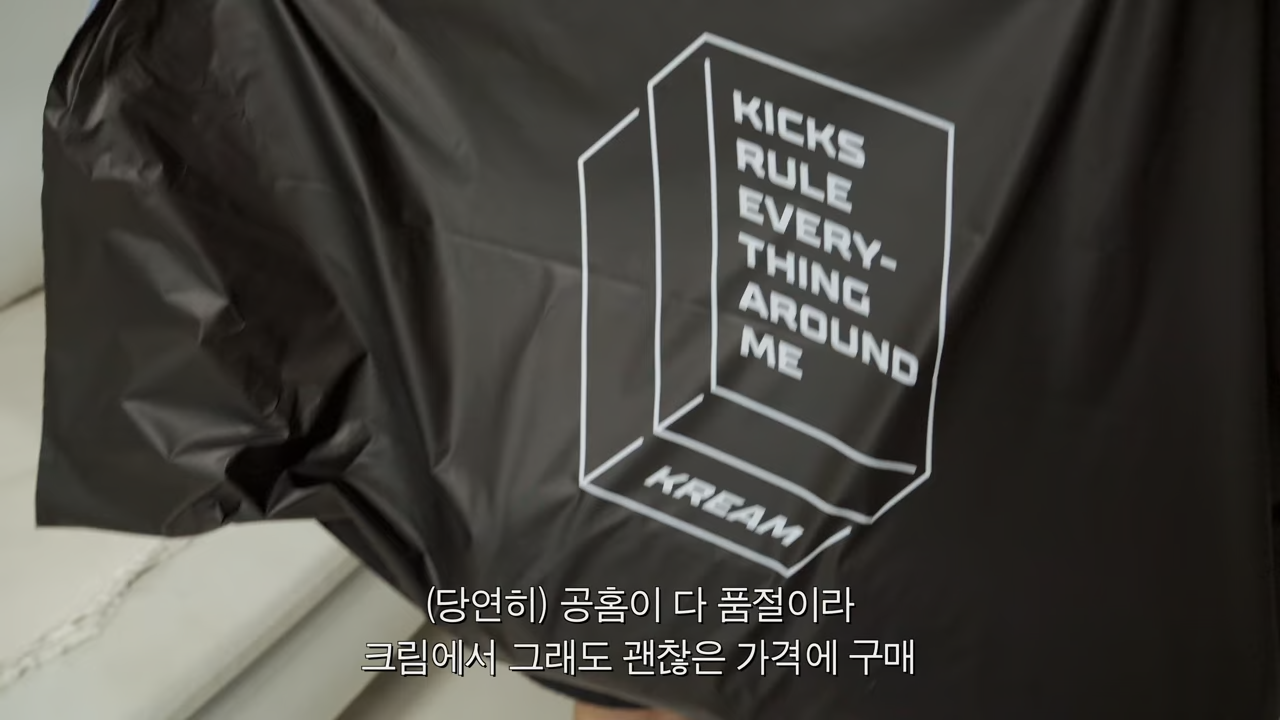 KICKS
RULE
EVERY-
THING
AROUND
ME
KREAM
(당연히) 공홈이 다 품절이라
크림에서 그래도 괜찮은 가격에 구매